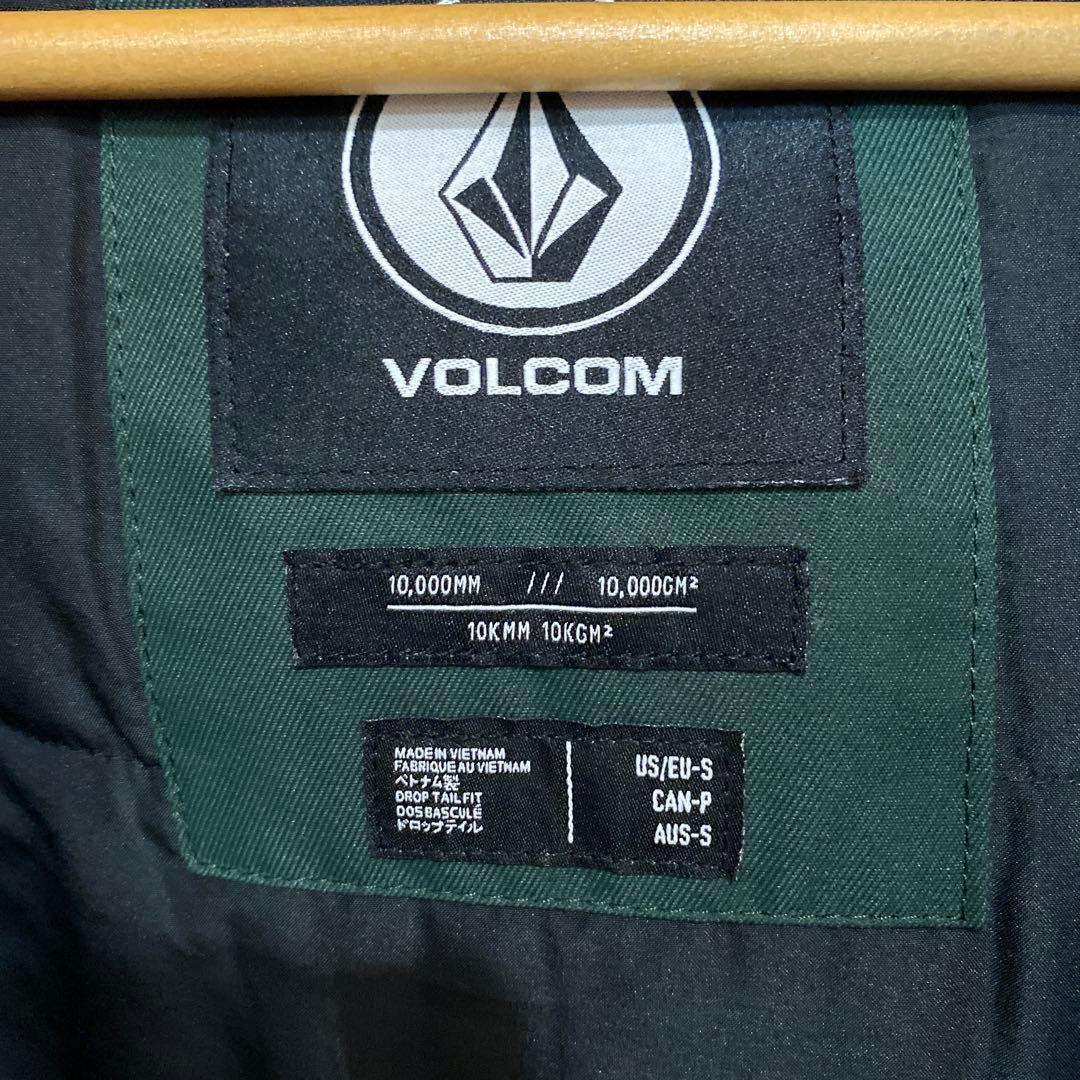 VOLCOM
10,000MM /// 10,000GM²
10KMM 10KGM²
MADE IN VIETNAM
FABRIQUE AU VIETNAM
ベトナム製
DROP TAIL FIT
DOS BASCULÉ
ドロップテイル
US/EU-S
CAN-P
AUS-S